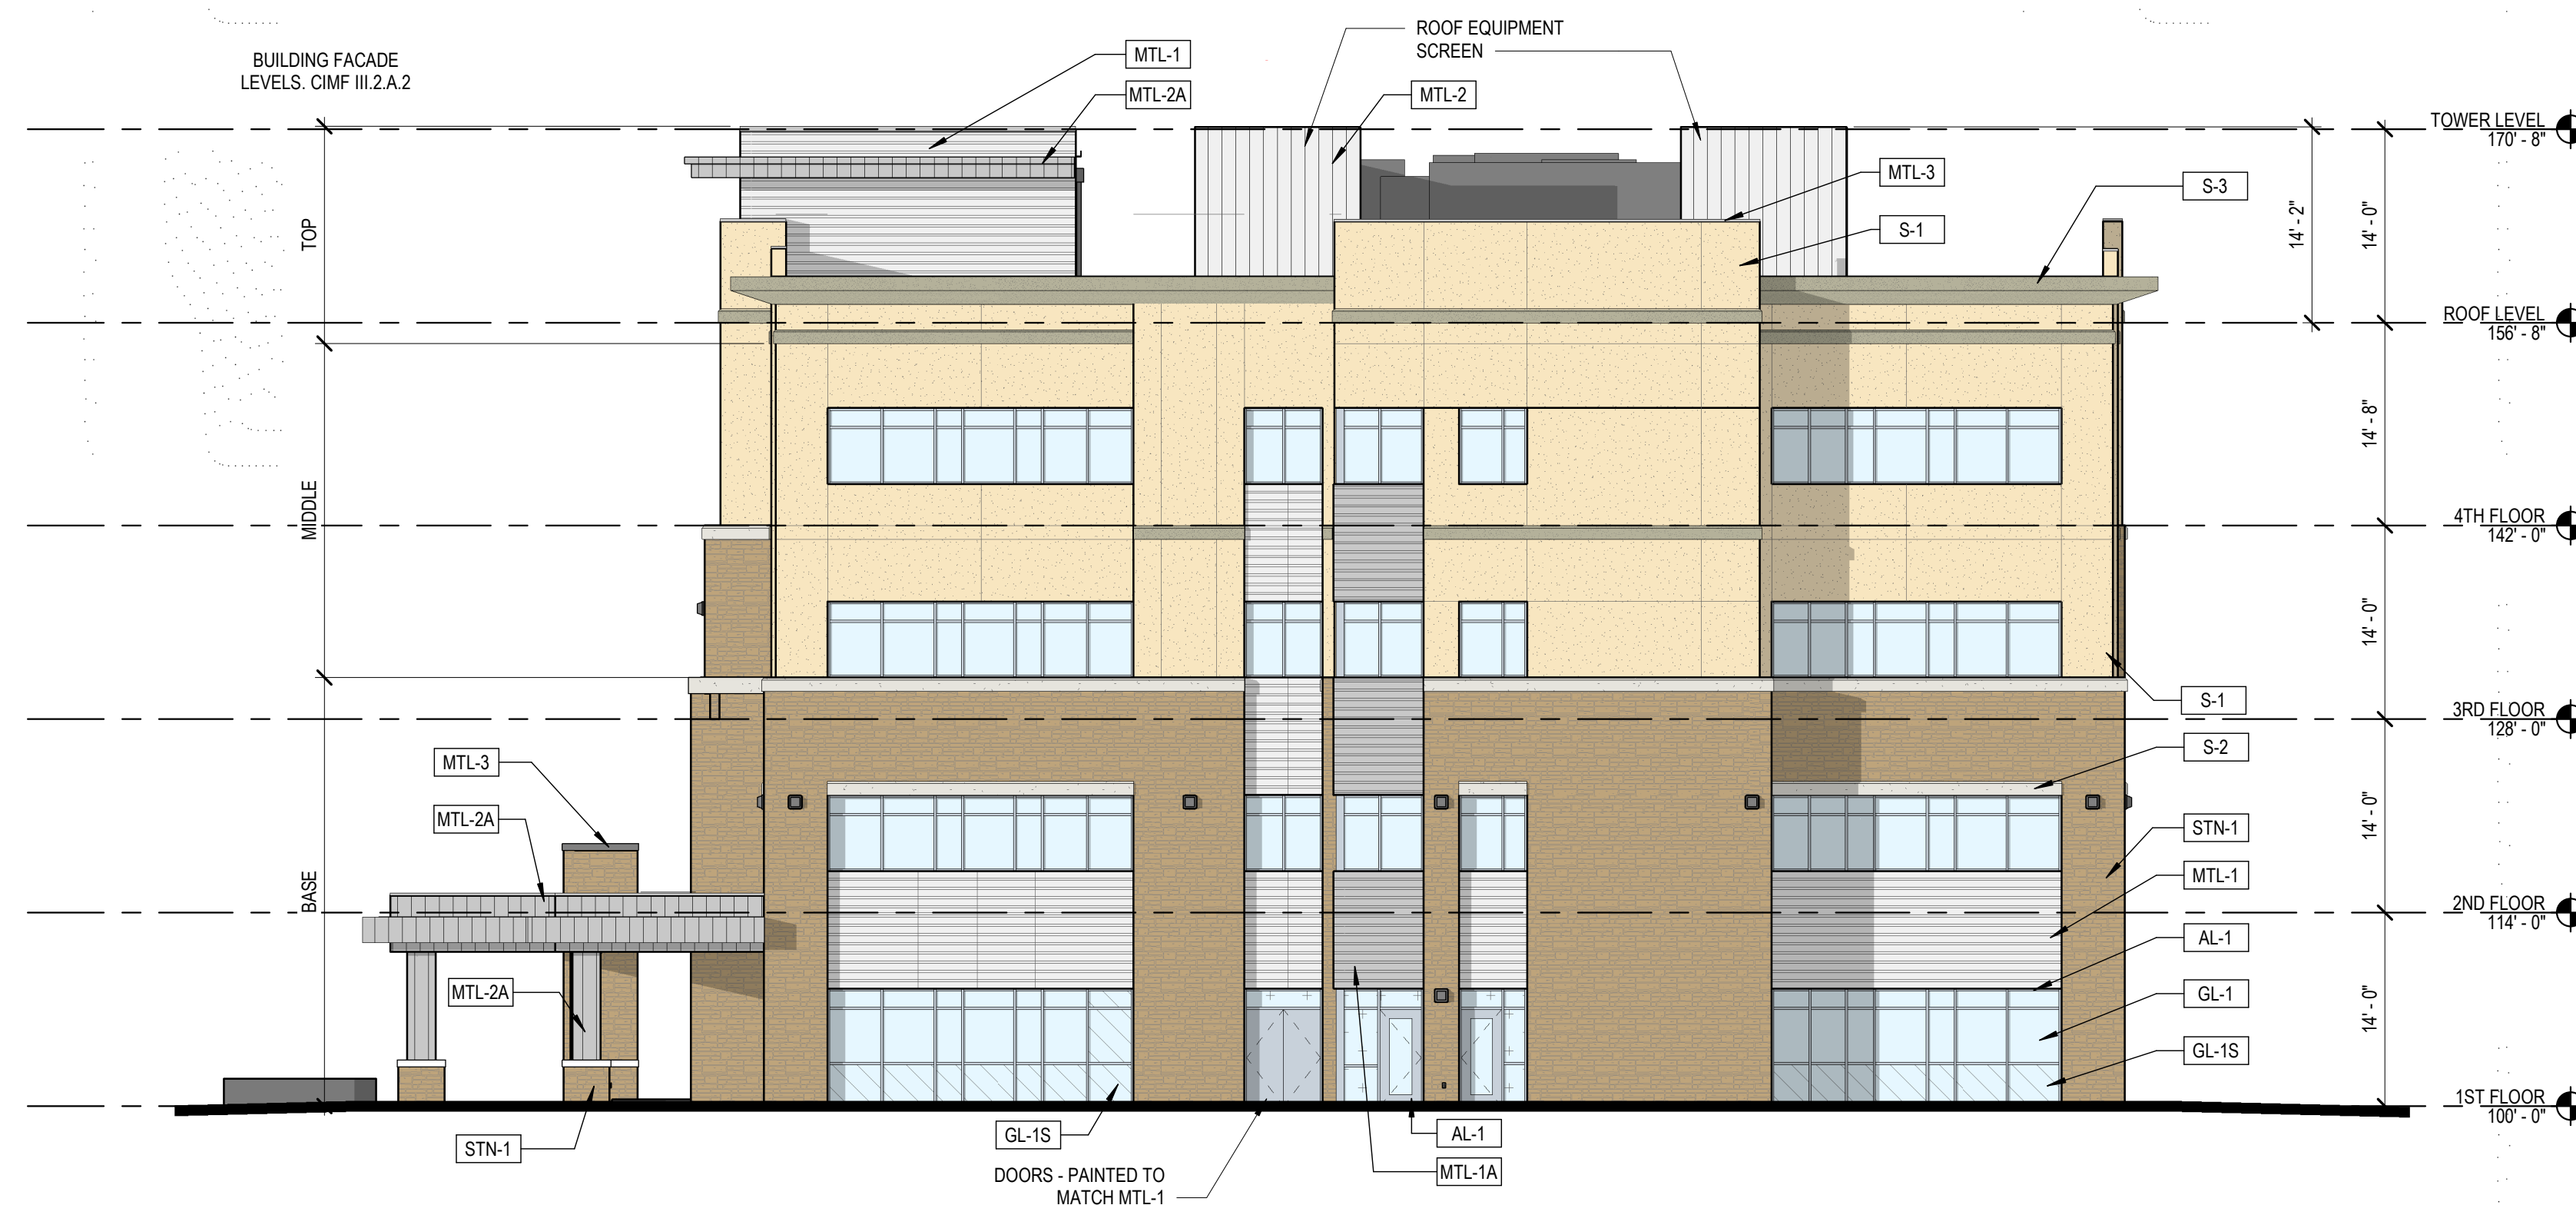 BUILDING FACADE
LEVELS. CIMF III.2.A.2
ROOF EQUIPMENT
SCREEN
MTL-1
MTL-2A
MTL-2
MTL-3
S-1
S-3
TOWER LEVEL
170' - 8"
TOP
14' - 2"
14' - 0"
ROOF LEVEL
156' - 8"
14' - 8"
MIDDLE
4TH FLOOR
142' - 0"
14' - 0"
S-1
3RD FLOOR
128' - 0"
S-2
MTL-3
MTL-2A
STN-1
14' - 0"
MTL-1
BASE
2ND FLOOR
114' - 0"
AL-1
MTL-2A
GL-1
14' - 0"
GL-1S
1ST FLOOR
100' - 0"
STN-1
GL-1S
AL-1
MTL-1A
DOORS - PAINTED TO
MATCH MTL-1